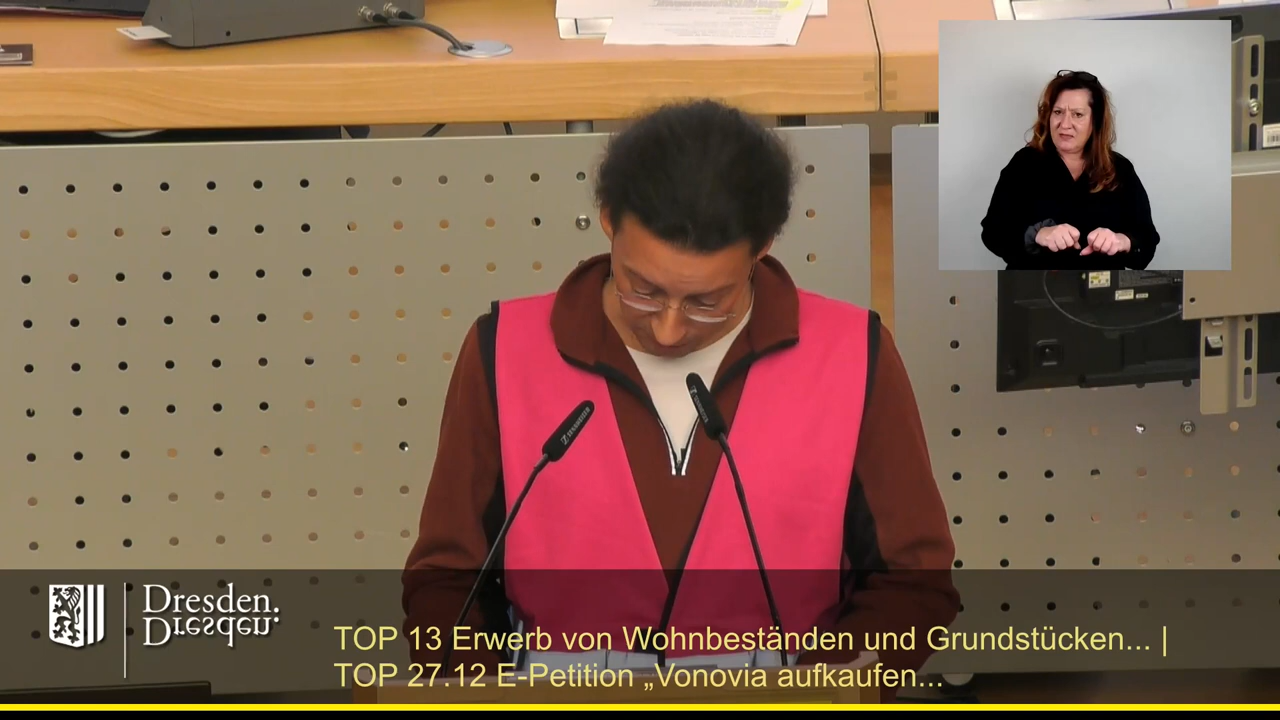 Dresden.
Dresden.
TOP 13 Erwerb von Wohnbeständen und Grundstücken... |
TOP 27.12 E-Petition „Vonovia aufkaufen...